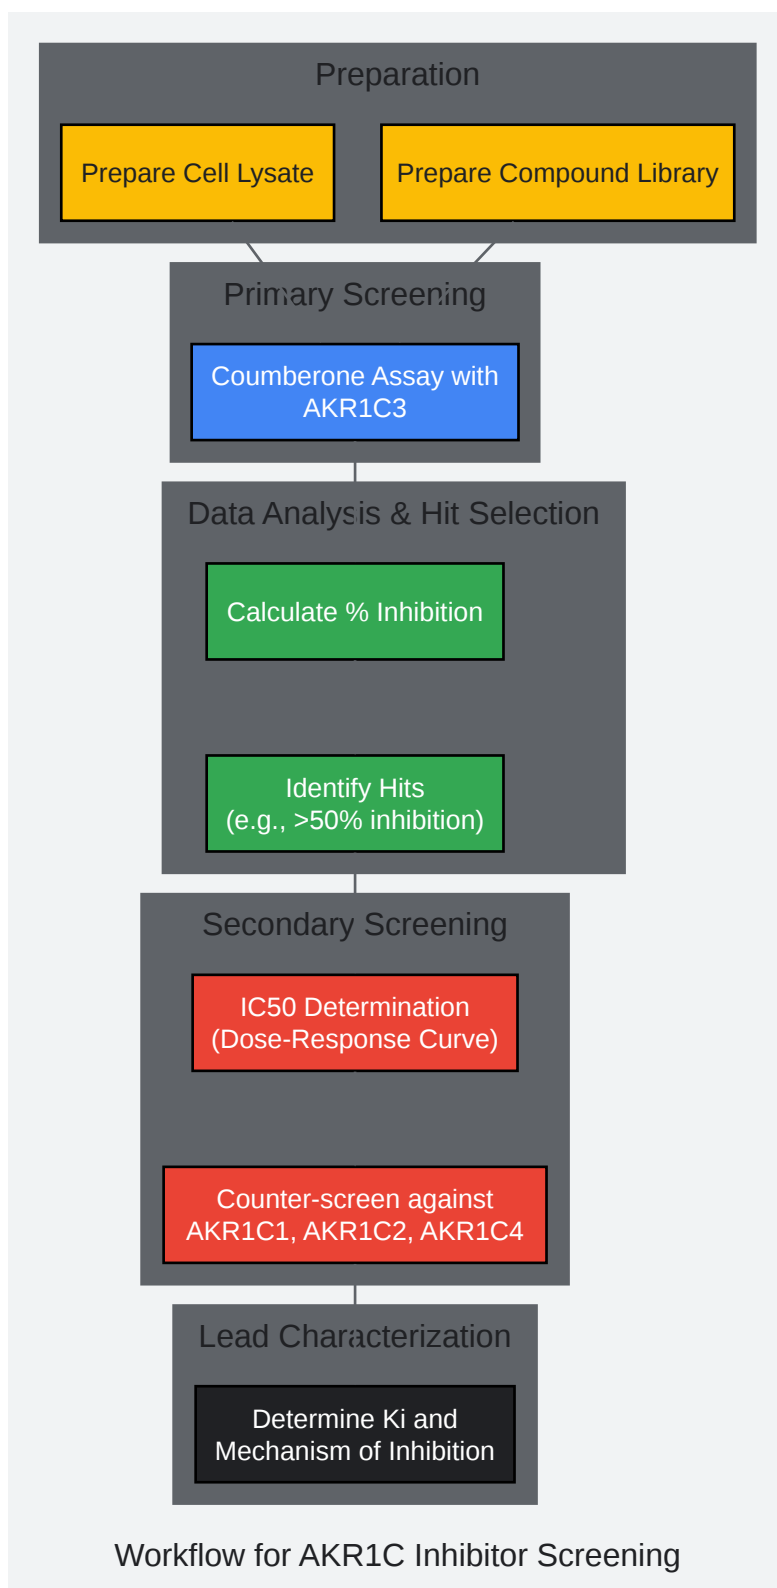 Preparation
Prepare Cell Lysate
Prepare Compound Library
Primary Screening
Coumberone Assay with
AKR1C3
Data Analysis & Hit Selection
Calculate % Inhibition
Identify Hits
(e.g., >50% inhibition)
Secondary Screening
IC50 Determination
(Dose-Response Curve)
Counter-screen against
AKR1C1, AKR1C2, AKR1C4
Lead Characterization
Determine Ki and
Mechanism of Inhibition
Workflow for AKR1C Inhibitor Screening